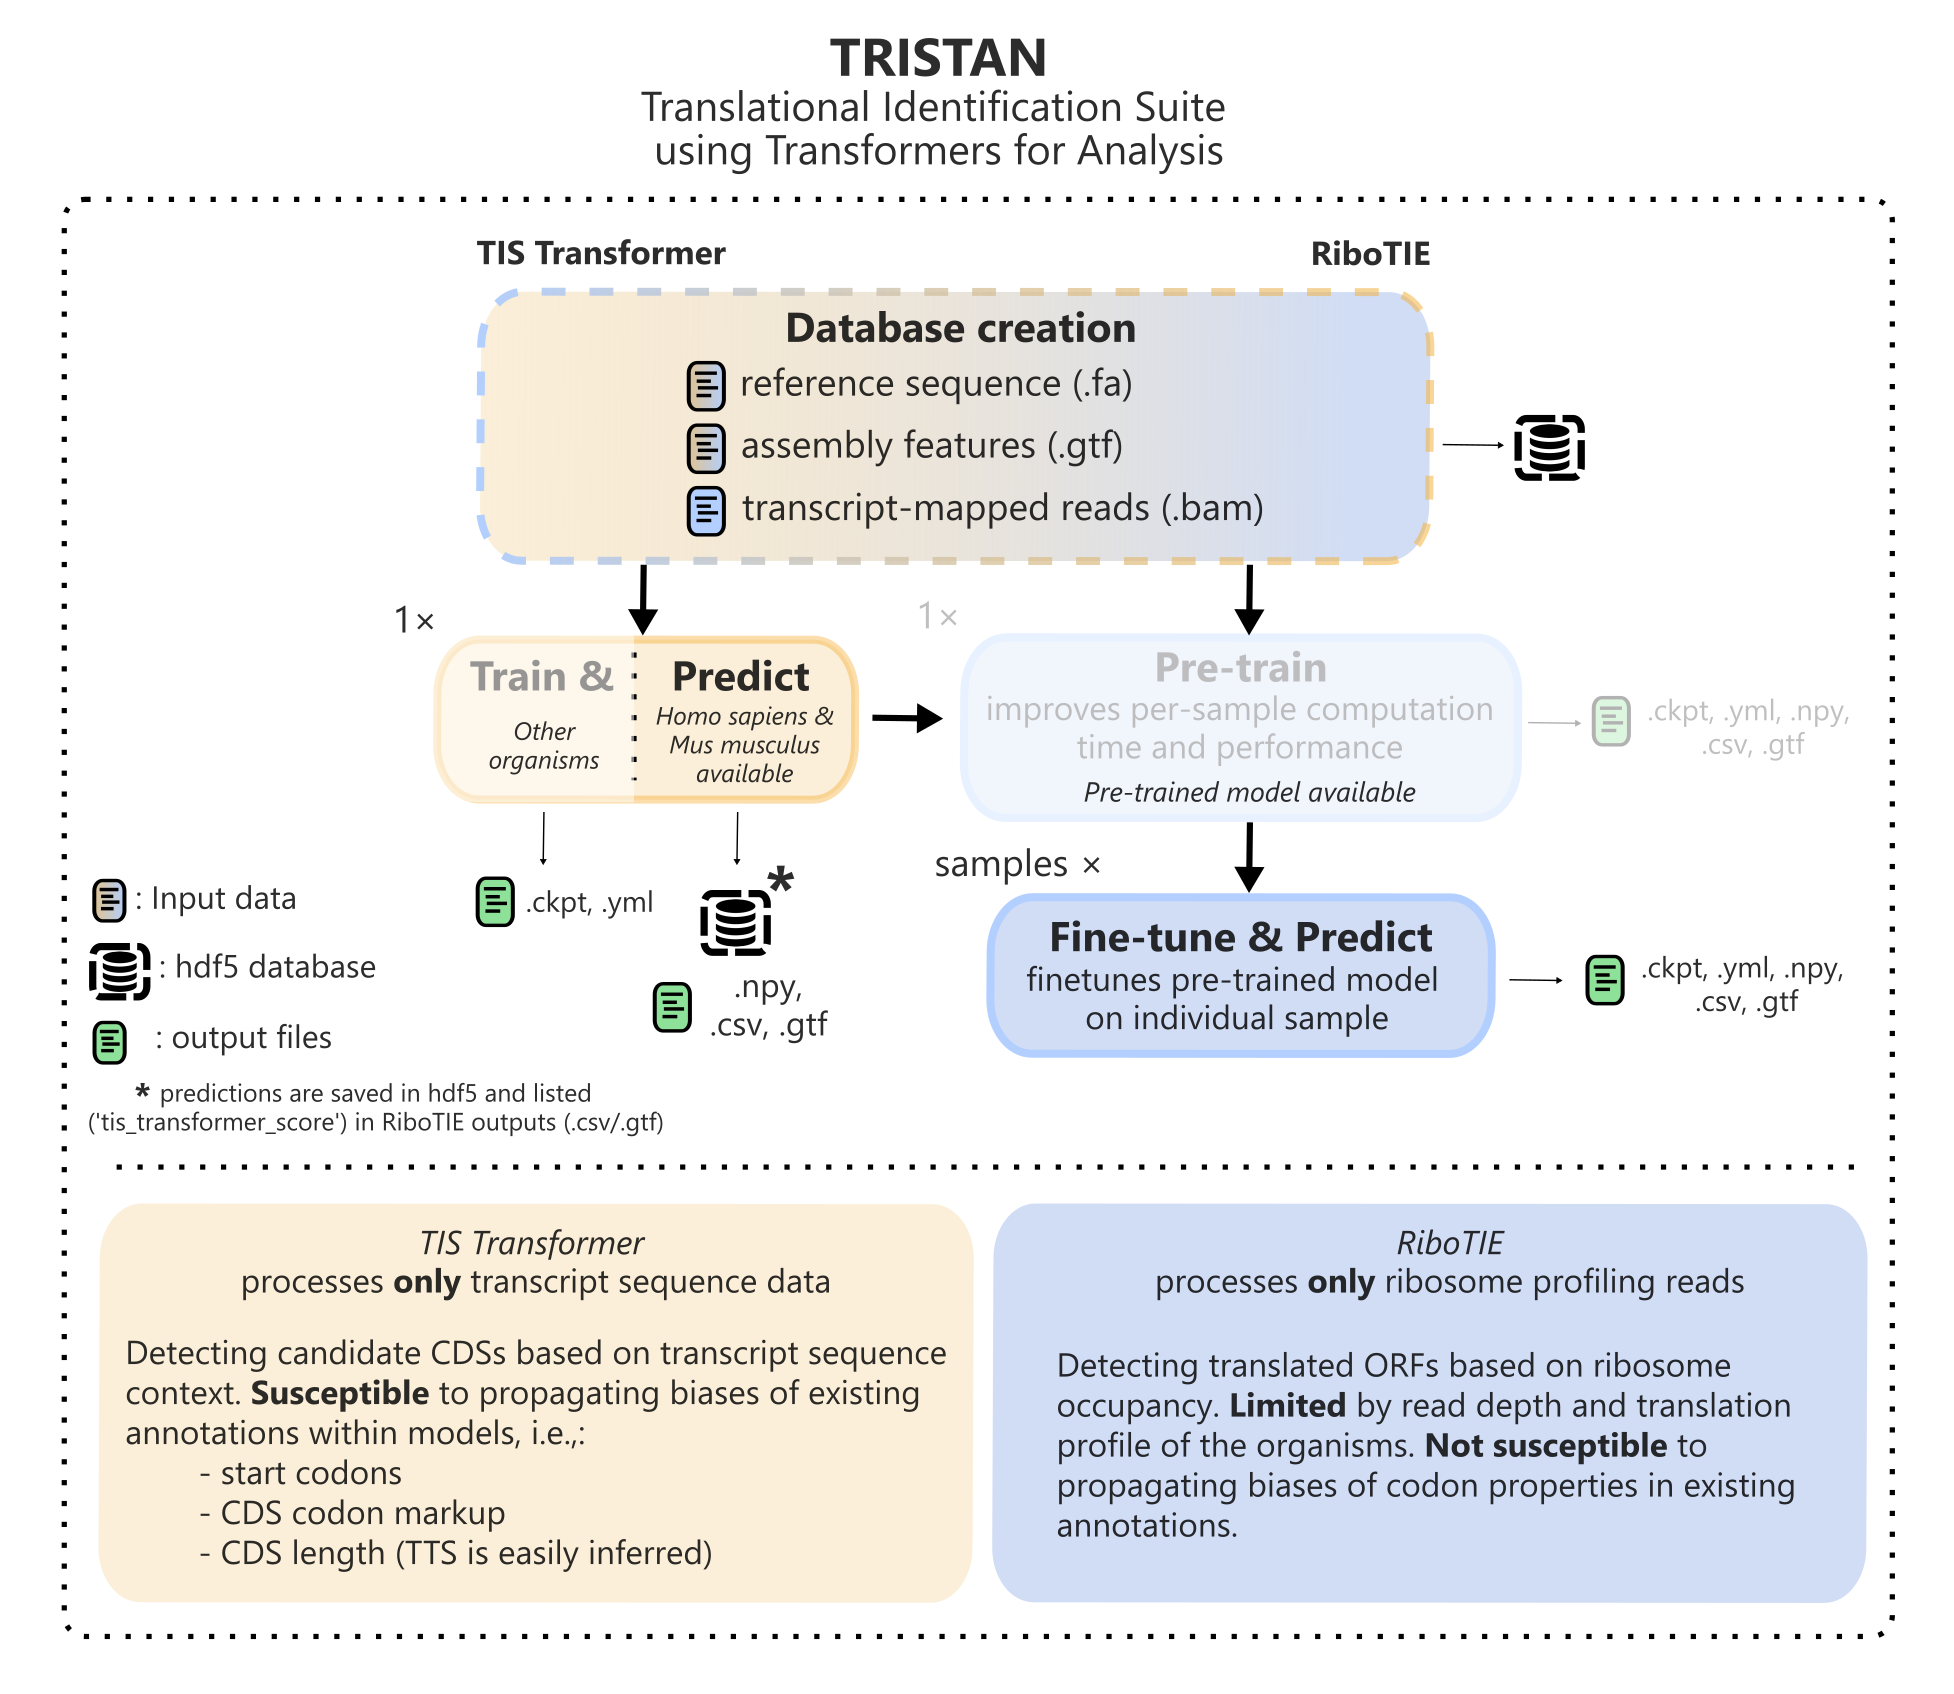 TRISTAN
Translational Identification Suite
using Transformers for Analysis
TIS Transformer
RiboTIE
Database creation
reference sequence (.fa)
assembly features (.gtf)
transcript-mapped reads (.bam)
1×
Train &
Other
organisms
Predict
Homo sapiens &
Mus musculus
available
1×
Pre-train
improves per-sample computation
time and performance
Pre-trained model available
.ckpt, .yml, .npy,
.csv, .gtf
samples ×
Fine-tune & Predict
finetunes pre-trained model
on individual sample
.ckpt, .yml, .npy,
.csv, .gtf
.ckpt, .yml
*
.npy,
.csv, .gtf
: Input data
: hdf5 database
: output files
* predictions are saved in hdf5 and listed
('tis_transformer_score') in RiboTIE outputs (.csv/.gtf)
TIS Transformer
processes only transcript sequence data
Detecting candidate CDSs based on transcript sequence
context. Susceptible to propagating biases of existing
annotations within models, i.e.,:
- start codons
- CDS codon markup
- CDS length (TTS is easily inferred)
RiboTIE
processes only ribosome profiling reads
Detecting translated ORFs based on ribosome
occupancy. Limited by read depth and translation
profile of the organisms. Not susceptible to
propagating biases of codon properties in existing
annotations.